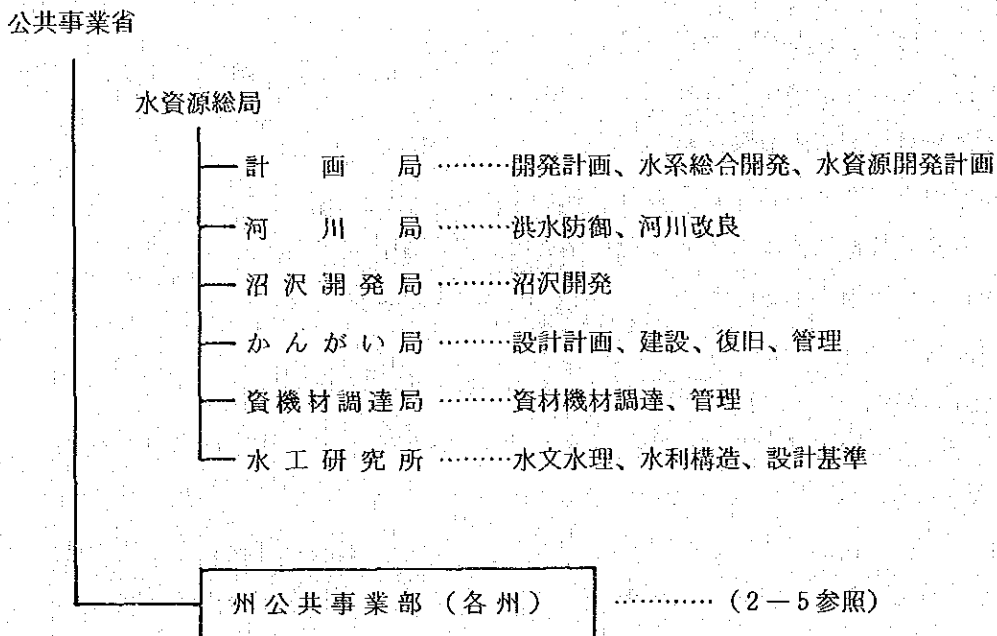 公共事業省
水資源総局
計画局………開発計画、水系総合開発、水資源開発計画
河川局………洪水防御、河川改良
沼沢開発局………沼沢開発
かんがい局………設計計画、建設、復旧、管理
資機材調達局………資材機材調達、管理
水工研究所………水文水理、水利構造、設計基準
州公共事業部(各州)…………(2-5参照)